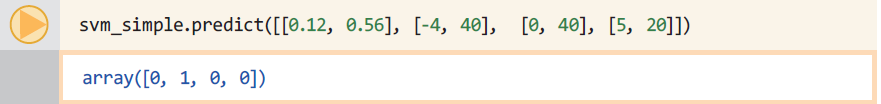 svm_simple.predict([[0.12, 0.56], [-4, 40],  [0, 40], [5, 20]])
array([0, 1, 0, 0])